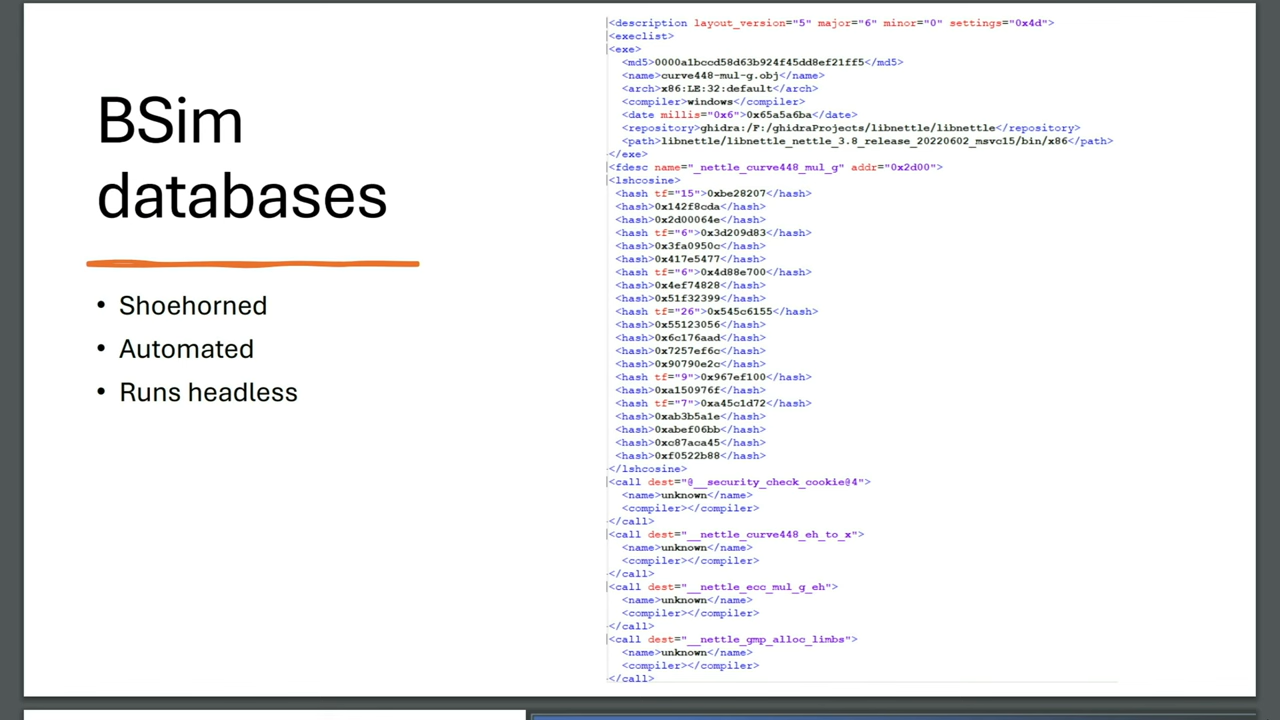 BSim
databases
• Shoehorned
• Automated
• Runs headless
<description layout_version="5" major="6" minor="0" settings="0x4d">
<execlist>
<exe>
<md5>0000a1bccd58d63b924f45dd8ef21ff5</md5>
<name>curve448-mul-g.obj</name>
<arch>x86:LE:32:default</arch>
<compiler>windows</compiler>
<date millis="0x6">0x65a5a6ba</date>
<repository>ghidra:/F:/ghidraProjects/libnettle/libnettle</repository>
<path>libnettle/libnettle_nettle_3.8_release_20220602_msvc15/bin/x86</path>
</exe>
<fdesc name="_nettle_curve448_mul_g" addr="0x2d00">
<lshcosine>
<hash tf="15">0xbe28207</hash>
<hash>0x142f8cda</hash>
<hash>0x2d00064e</hash>
<hash tf="6">0x3d209d83</hash>
<hash>0x3fa0950c</hash>
<hash>0x417e5477</hash>
<hash tf="6">0x4d88e700</hash>
<hash>0x4ef74828</hash>
<hash>0x51f32399</hash>
<hash tf="26">0x545c6155</hash>
<hash>0x55123056</hash>
<hash>0x6c176aad</hash>
<hash>0x7257ef6c</hash>
<hash>0x90790e2c</hash>
<hash tf="9">0x967ef100</hash>
<hash>0xa150976f</hash>
<hash tf="7">0xa45c1d72</hash>
<hash>0xab3b5a1e</hash>
<hash>0xabef06bb</hash>
<hash>0xc87aca45</hash>
<hash>0xf0522b88</hash>
</lshcosine>
<call dest="@__security_check_cookie@4">
<name>unknown</name>
<compiler></compiler>
</call>
<call dest="__nettle_curve448_eh_to_x">
<name>unknown</name>
<compiler></compiler>
</call>
<call dest="__nettle_ecc_mul_g_eh">
<name>unknown</name>
<compiler></compiler>
</call>
<call dest="__nettle_gmp_alloc_limbs">
<name>unknown</name>
<compiler></compiler>
</call>